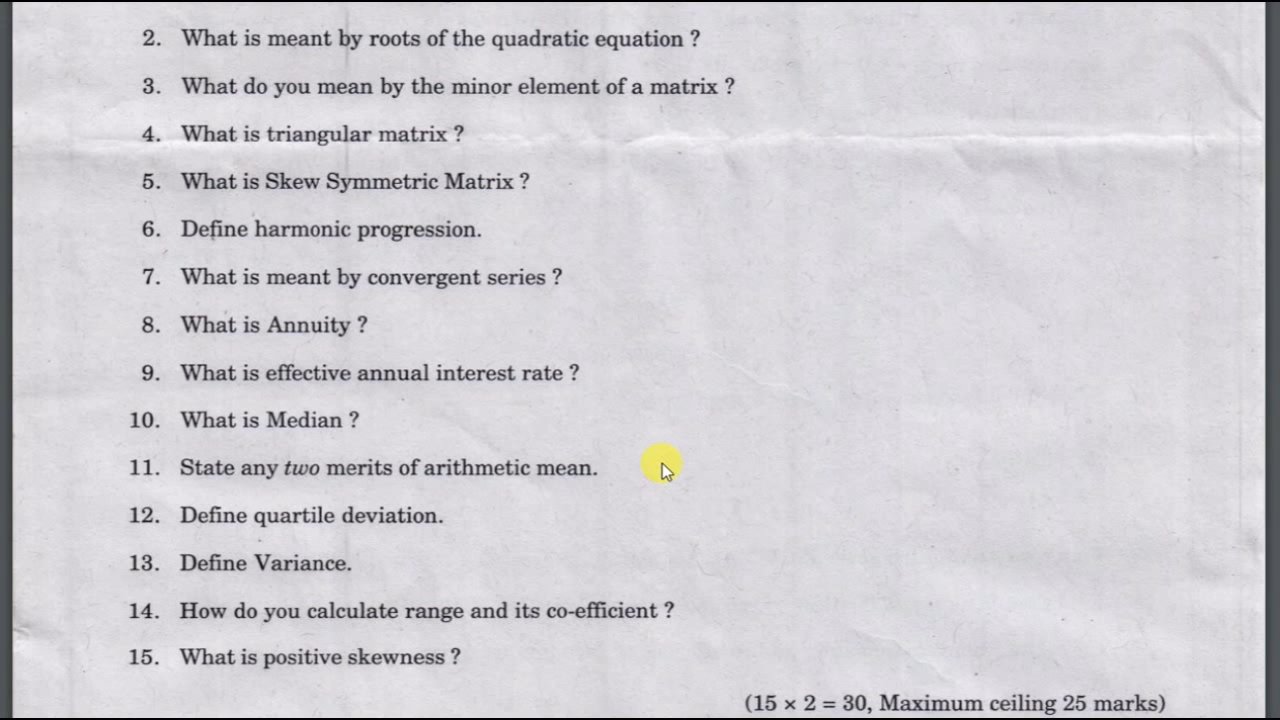 2. What is meant by roots of the quadratic equation ?
3. What do you mean by the minor element of a matrix ?
4. What is triangular matrix ?
5. What is Skew Symmetric Matrix ?
6. Define harmonic progression.
7. What is meant by convergent series ?
8. What is Annuity ?
9. What is effective annual interest rate ?
10. What is Median ?
11. State any two merits of arithmetic mean.
12. Define quartile deviation.
13. Define Variance.
14. How do you calculate range and its co-efficient ?
15. What is positive skewness ?
(15 × 2 = 30, Maximum ceiling 25 marks)